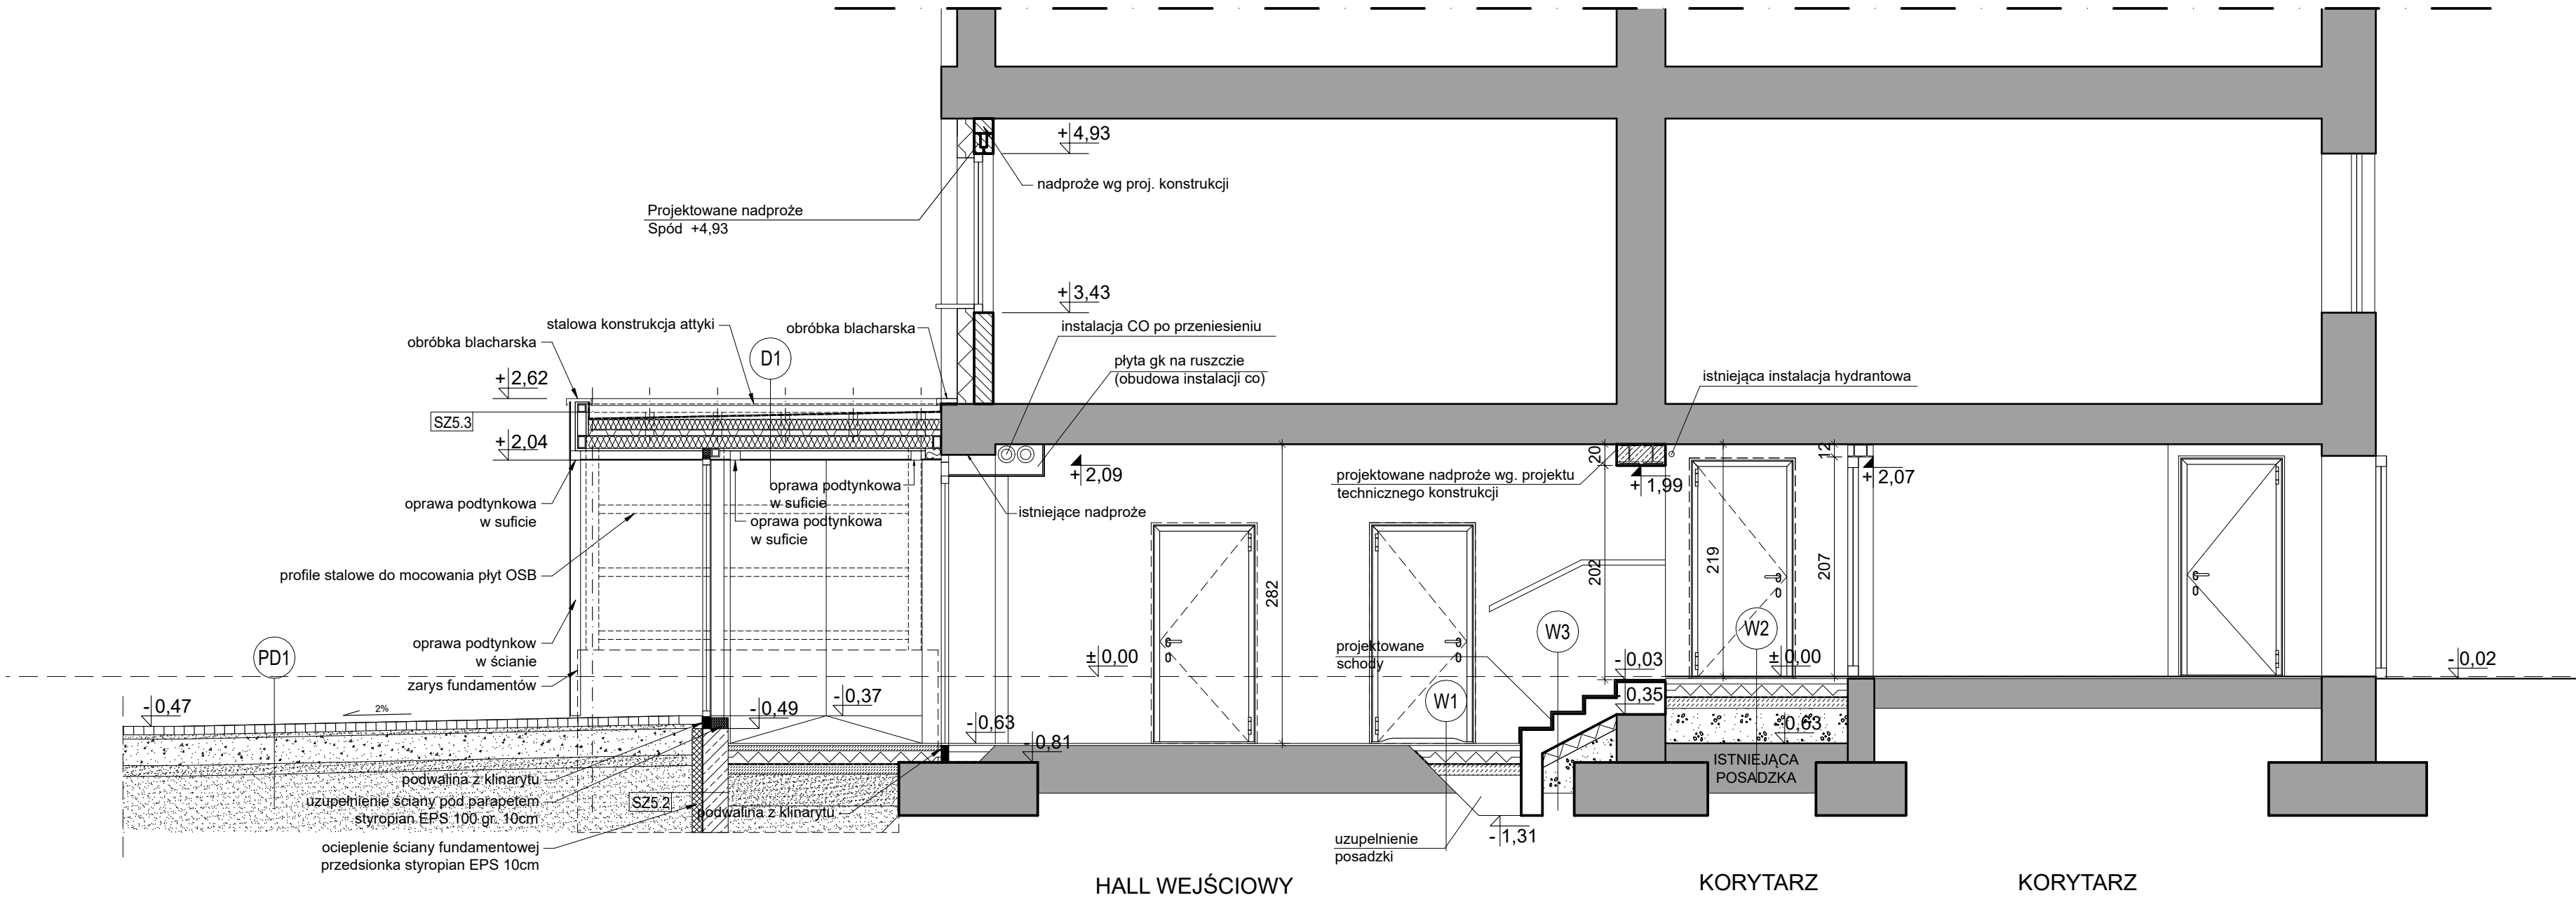 +4,93
nadproże wg proj. konstrukcji
Projektowane nadproże
Spód +4,93
+3,43
stalowa konstrukcja attyki
obróbka blacharska
instalacja CO po przeniesieniu
obróbka blacharska
D1
płyta gk na ruszczie
(obudowa instalacji co)
istniejąca instalacja hydrantowa
+2,62
SZ5.3
+2,04
20
12
+2,09
projektowane nadproże wg. projektu
technicznego konstrukcji
+1,99
+2,07
oprawa podtynkowa
w suficie
oprawa podtynkowa
w suficie
oprawa podtynkowa
w suficie
istniejące nadproże
profile stalowe do mocowania płyt OSB
282
202
219
207
oprawa podtynkow
w ścianie
zarys fundamentów
PD1
W3
W2
projektowane
schody
±0,00
-0,03
±0,00
-0,02
-0,47
2%
-0,49
-0,37
W1
-0,35
-0,63
-0,81
0,63
ISTNIEJĄCA
POSADZKA
podwalina z klinarytu
uzupełnienie ściany pod parapetem
styropian EPS 100 gr. 10cm
SZ5.2
podwalina z klinarytu
-1,31
uzupelnienie
posadzki
ocieplenie ściany fundamentowej
przedsionka styropian EPS 10cm
HALL WEJŚCIOWY
KORYTARZ
KORYTARZ